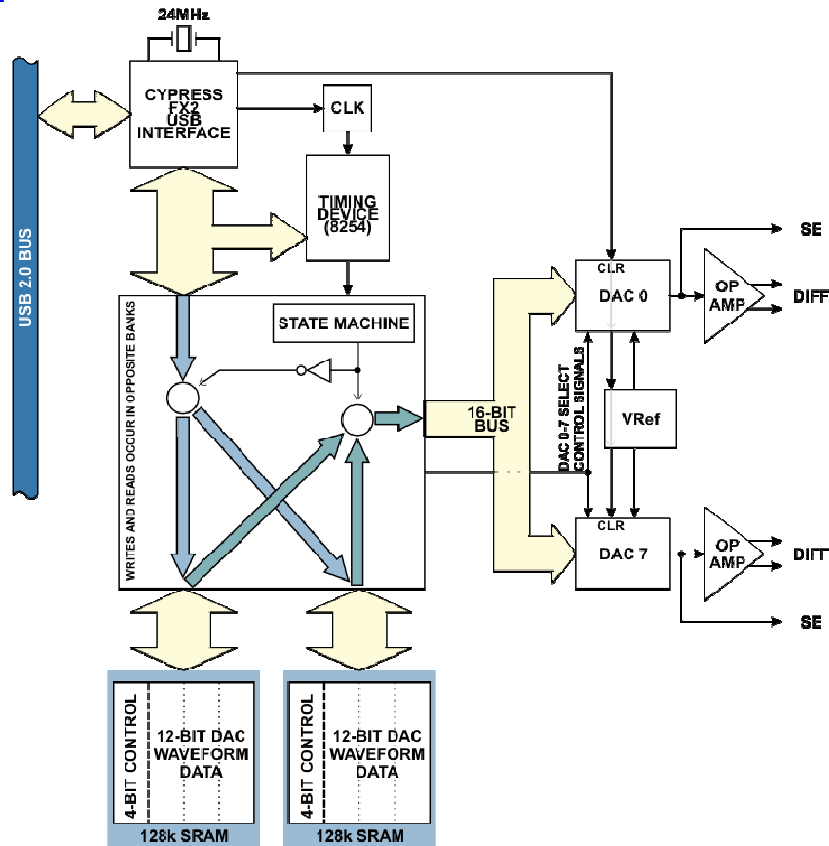 24MHz
CYPRESS
FX2
USB
INTERFACE
CLK
USB 2.0 BUS
TIMING
DEVICE
(8254)
SE
CLR
DAC 0
OP
AMP
DIFF
WRITES AND READS OCCUR IN OPPOSITE BANKS
STATE MACHINE
16-BIT
BUS
DAC 0-7 SELECT
CONTROL SIGNALS
VRef
CLR
DAC 7
OP
AMP
DIFF
SE
4-BIT CONTROL
12-BIT DAC
WAVEFORM
DATA
128k SRAM
4-BIT CONTROL
12-BIT DAC
WAVEFORM
DATA
128k SRAM